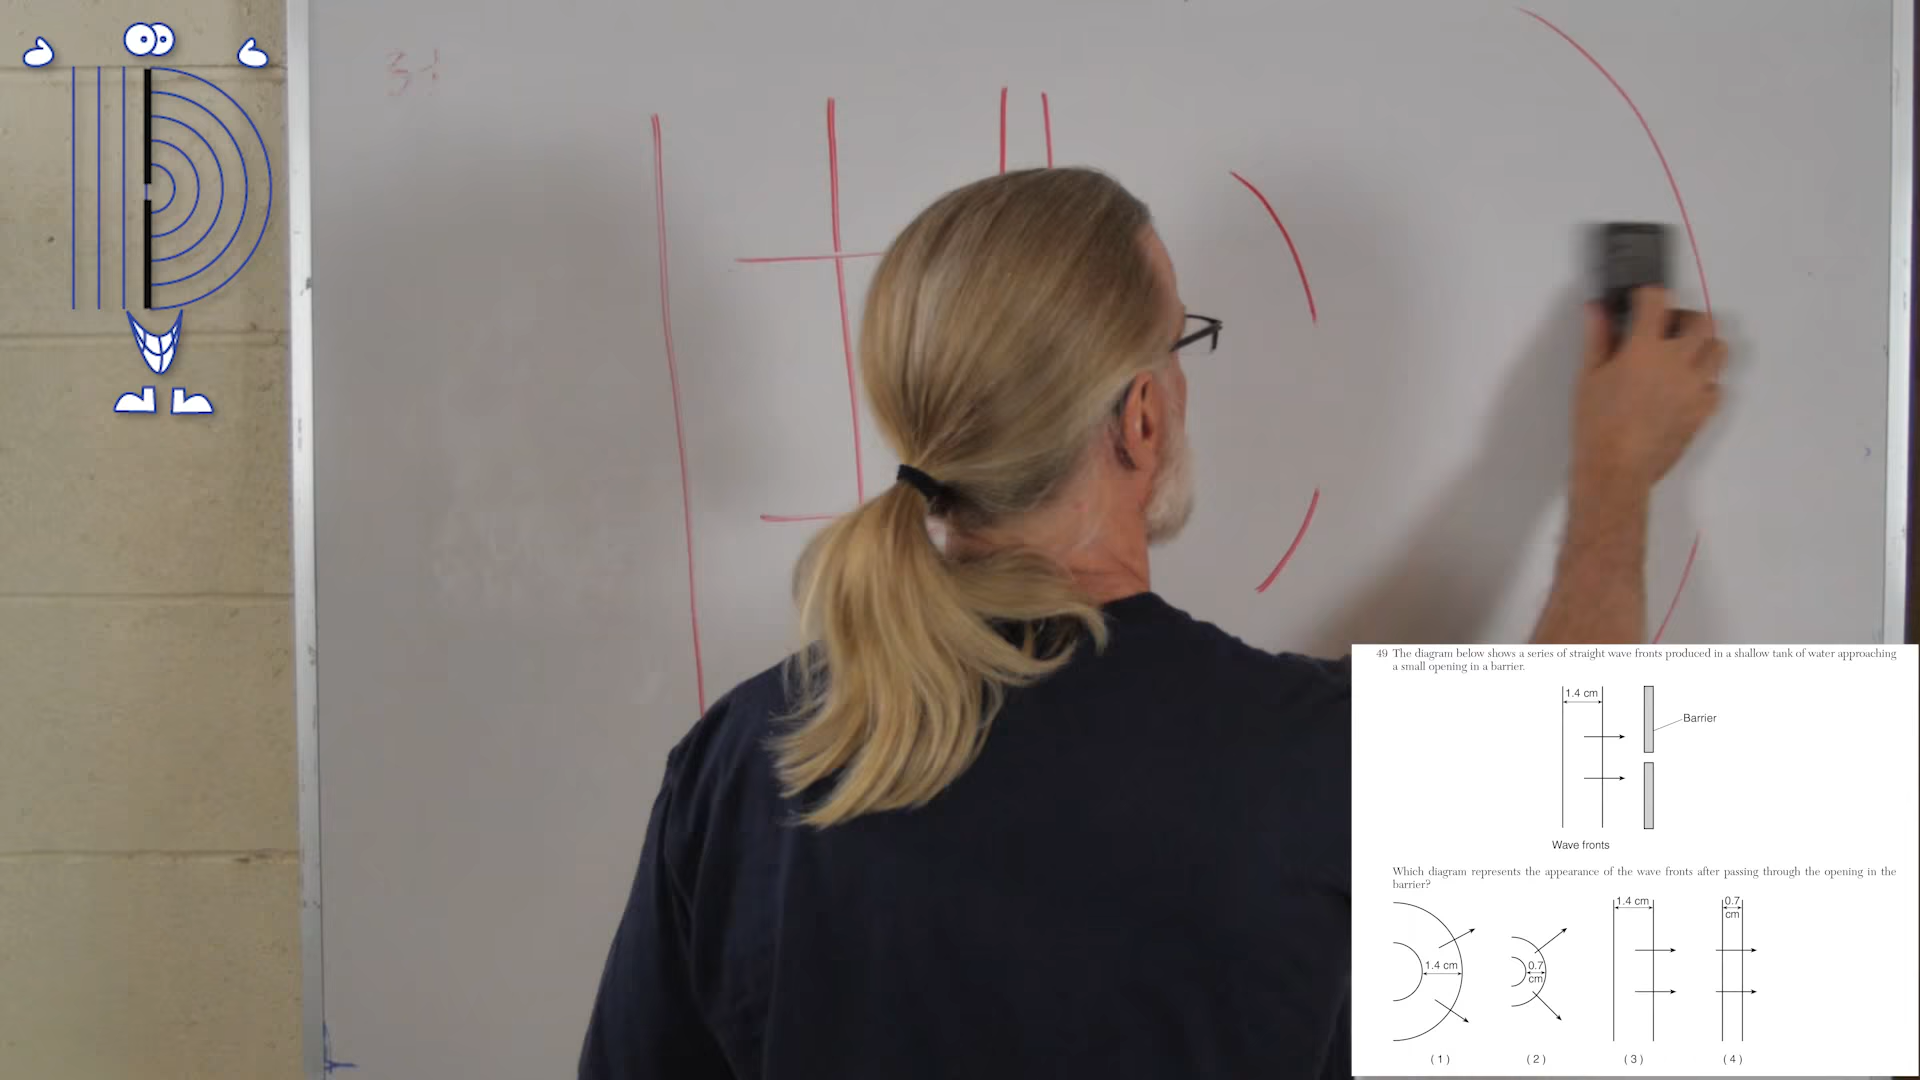 49 The diagram below shows a series of straight wave fronts produced in a shallow tank of water approaching
a small opening in a barrier.
1.4 cm
Barrier
Wave fronts
Which diagram represents the appearance of the wave fronts after passing through the opening in the
barrier?
1.4 cm
0.7
cm
1.4 cm
0.7
cm
(1)
(2)
(3)
(4)